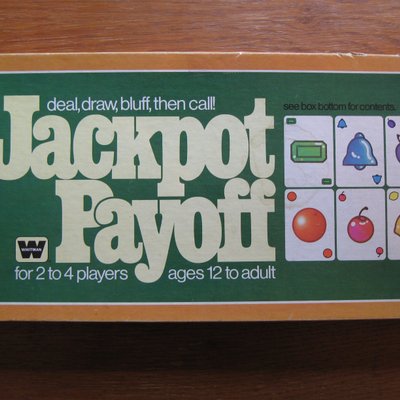 deal, draw, bluff, then call!
see box bottom for contents.
Jackpot
Payoff
WHITMAN
for 2 to 4 players ages 12 to adult